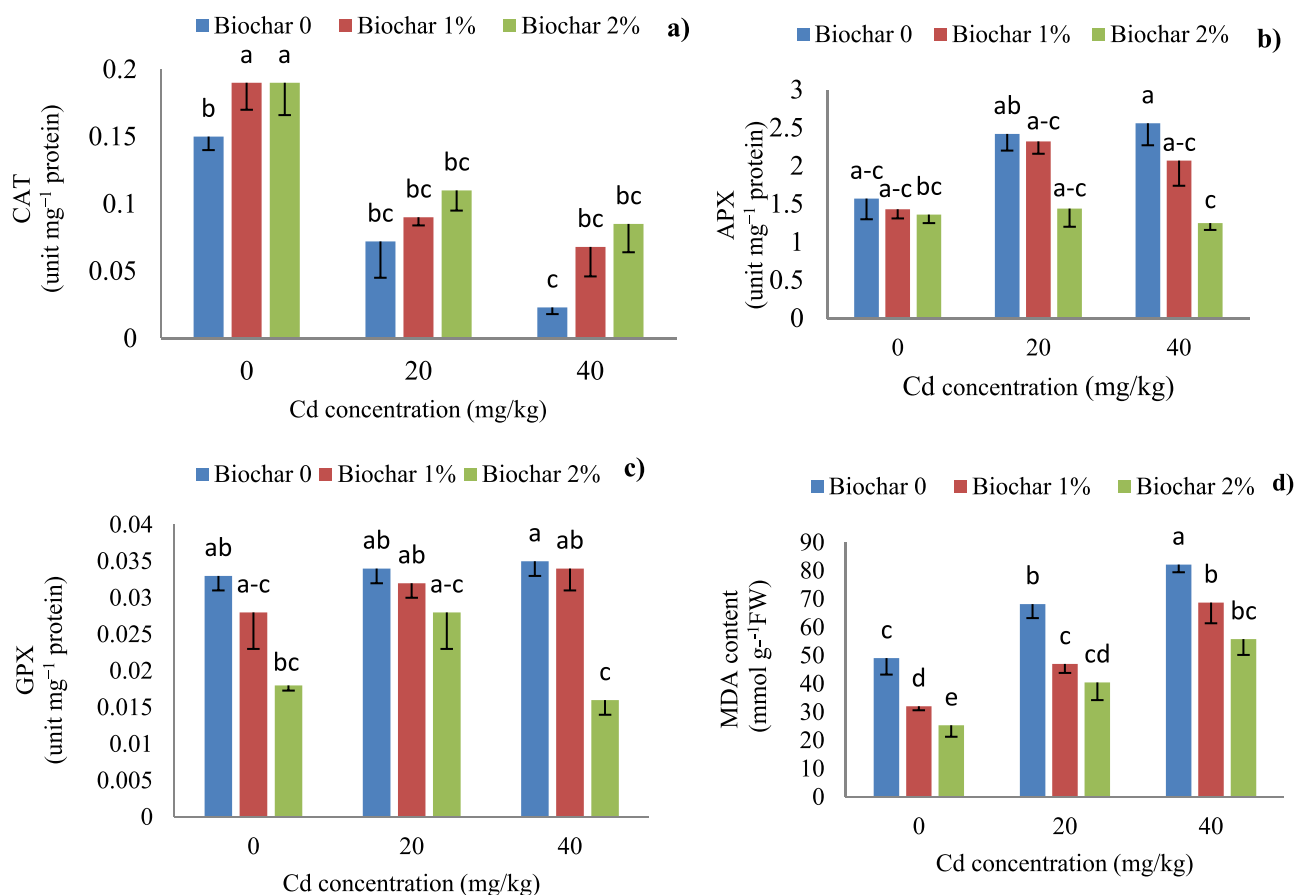 Biochar 0 Biochar 1% Biochar 2% a)
0.2
0.15
0.1
0.05
0
CAT
(unit mg⁻¹ protein)
b a a
bc bc bc
c bc bc
0 20 40
Cd concentration (mg/kg)
Biochar 0 Biochar 1% Biochar 2% b)
3
2.5
2
1.5
1
0.5
0
APX
(unit mg⁻¹ protein)
a-c a-c bc
ab a-c a-c
a a-c c
0 20 40
Cd concentration (mg/kg)
Biochar 0 Biochar 1% Biochar 2% c)
0.04
0.035
0.03
0.025
0.02
0.015
0.01
0.005
0
GPX
(unit mg⁻¹ protein)
ab a-c bc
ab ab a-c
a ab c
0 20 40
Cd concentration (mg/kg)
Biochar 0 Biochar 1% Biochar 2% d)
90
80
70
60
50
40
30
20
10
0
MDA content
(mmol g-⁻¹FW)
c d e
b c cd
a b bc
0 20 40
Cd concentration (mg/kg)